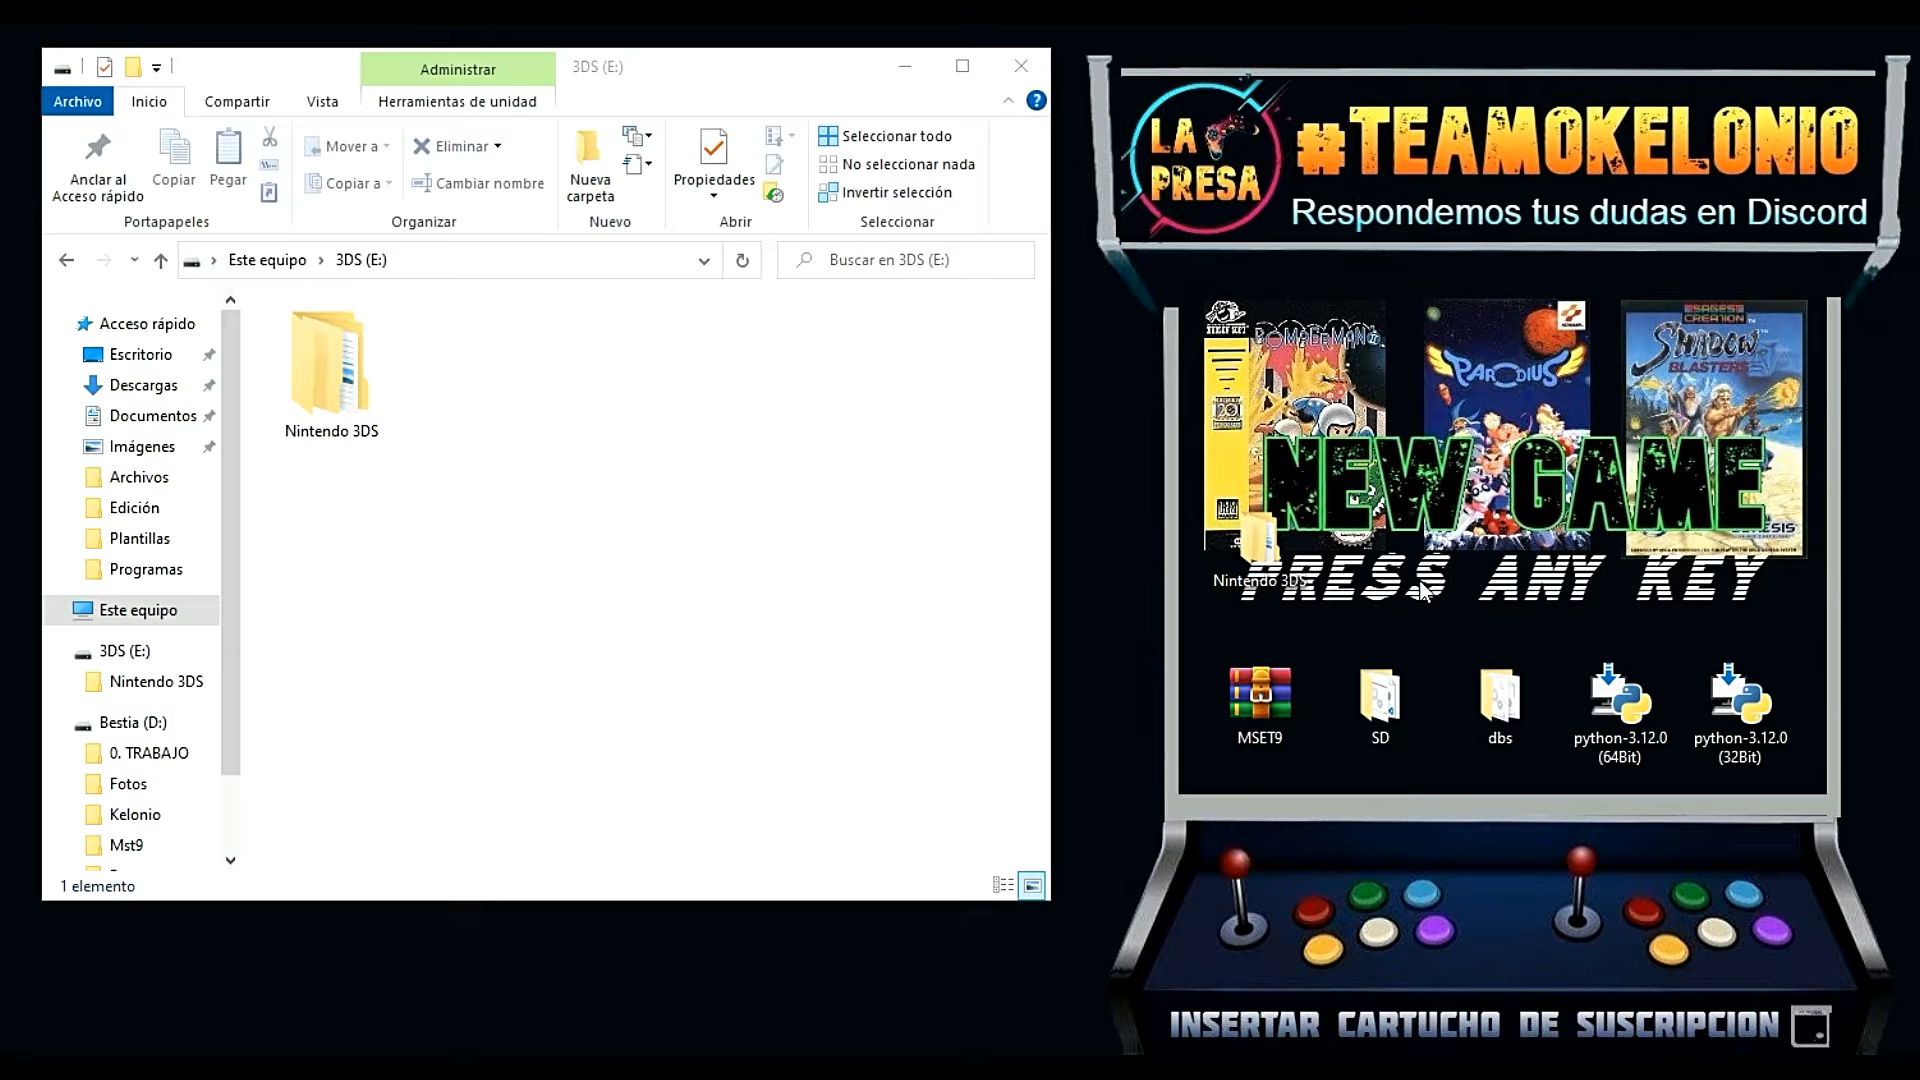 Administrar
3DS (E:)
Archivo
Inicio
Compartir
Vista
Herramientas de unidad
Anclar al
Acceso rápido
Copiar
Pegar
Portapapeles
Mover a
Copiar a
Eliminar
Cambiar nombre
Organizar
Nueva
carpeta
Nuevo
Propiedades
Abrir
Seleccionar todo
No seleccionar nada
Invertir selección
Seleccionar
Este equipo > 3DS (E:)
Buscar en 3DS (E:)
Acceso rápido
Escritorio
Descargas
Documentos
Imágenes
Archivos
Edición
Plantillas
Programas
Este equipo
3DS (E:)
Nintendo 3DS
Bestia (D:)
0. TRABAJO
Fotos
Kelonio
Mst9
Nintendo 3DS
1 elemento
LA
PRESA
#TEAMOKELONIO
Respondemos tus dudas en Discord
BOMBERMAN
PARODIUS
KONAMI
SAGES
CREATION
SHADOW
BLASTERS
GENESIS
NEW GAME
PRESS ANY KEY
Nintendo 3DS
MSET9
SD
dbs
python-3.12.0
(64Bit)
python-3.12.0
(32Bit)
INSERTAR CARTUCHO DE SUSCRIPCION